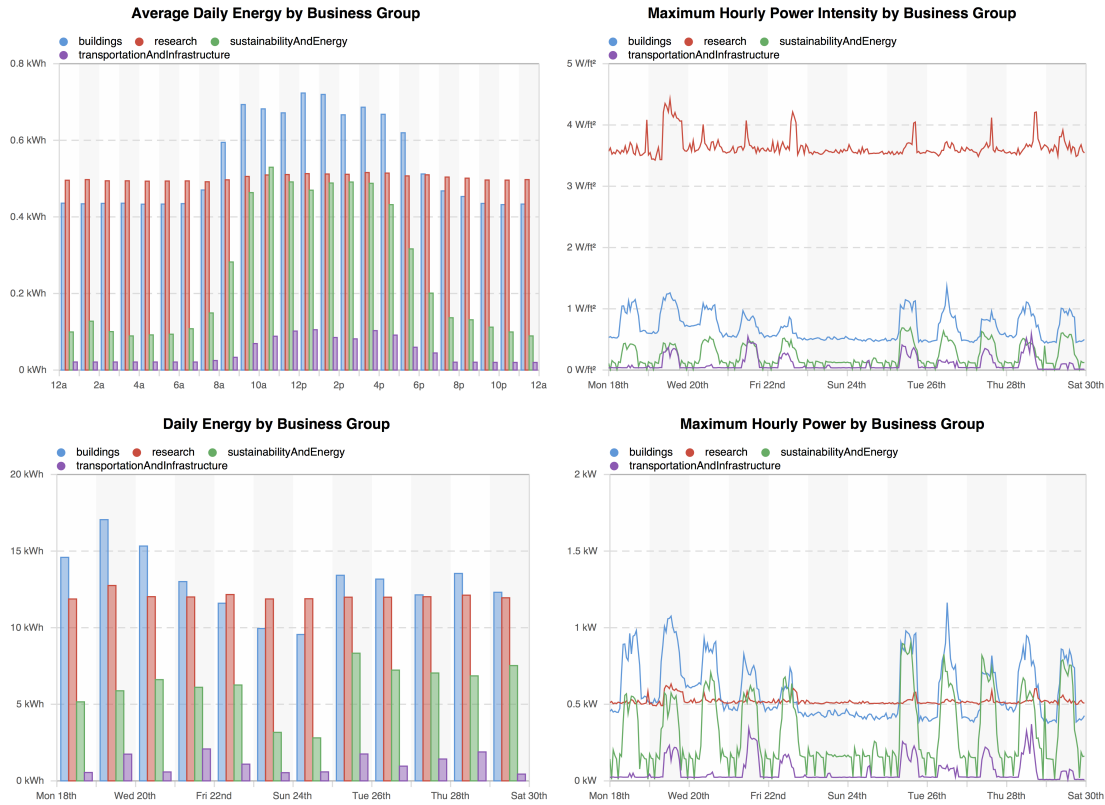 Average Daily Energy by Business Group
buildings research sustainabilityAndEnergy
transportationAndInfrastructure
0.8 kWh
0.6 kWh
0.4 kWh
0.2 kWh
0 kWh
12a 2a 4a 6a 8a 10a 12p 2p 4p 6p 8p 10p 12a
Maximum Hourly Power Intensity by Business Group
buildings research sustainabilityAndEnergy
transportationAndInfrastructure
5 W/ft²
4 W/ft²
3 W/ft²
2 W/ft²
1 W/ft²
0 W/ft²
Mon 18th Wed 20th Fri 22nd Sun 24th Tue 26th Thu 28th Sat 30th
Daily Energy by Business Group
buildings research sustainabilityAndEnergy
transportationAndInfrastructure
20 kWh
15 kWh
10 kWh
5 kWh
0 kWh
Mon 18th Wed 20th Fri 22nd Sun 24th Tue 26th Thu 28th Sat 30th
Maximum Hourly Power by Business Group
buildings research sustainabilityAndEnergy
transportationAndInfrastructure
2 kW
1.5 kW
1 kW
0.5 kW
0 kW
Mon 18th Wed 20th Fri 22nd Sun 24th Tue 26th Thu 28th Sat 30th